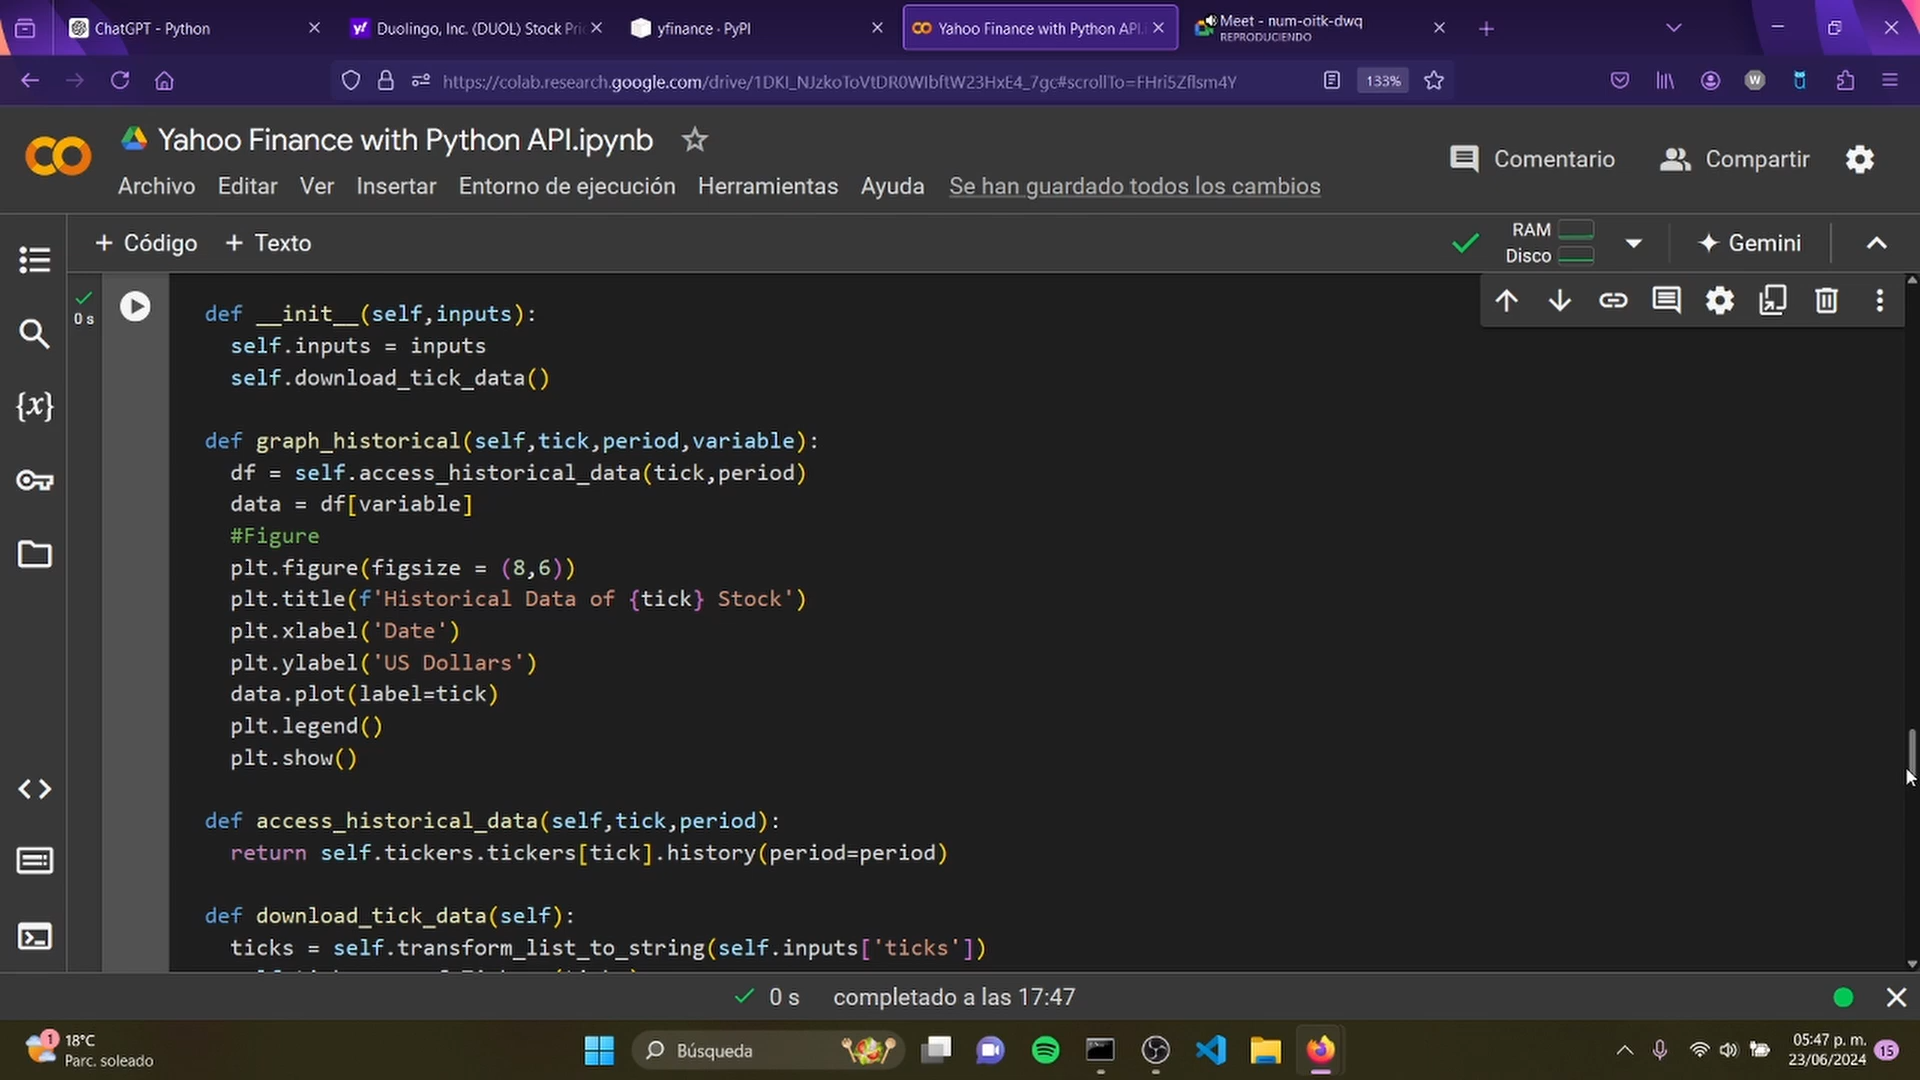 ChatGPT - Python
Duolingo, Inc. (DUOL) Stock Pri
yfinance · PyPI
Yahoo Finance with Python API.
Meet - num-oitk-dwq
REPRODUCIENDO
https://colab.research.google.com/drive/1DKI_NJzkoToVtDR0WIbftW23HxE4_7gc#scrollTo=FHri5ZfIsm4Y
133%
W
Yahoo Finance with Python API.ipynb
Comentario
Compartir
Archivo Editar Ver Insertar Entorno de ejecución Herramientas Ayuda Se han guardado todos los cambios
+ Código + Texto
RAM
Disco
Gemini
0 s
def __init__(self,inputs):
self.inputs = inputs
self.download_tick_data()
def graph_historical(self,tick,period,variable):
df = self.access_historical_data(tick,period)
data = df[variable]
#Figure
plt.figure(figsize = (8,6))
plt.title(f'Historical Data of {tick} Stock')
plt.xlabel('Date')
plt.ylabel('US Dollars')
data.plot(label=tick)
plt.legend()
plt.show()
def access_historical_data(self,tick,period):
return self.tickers.tickers[tick].history(period=period)
def download_tick_data(self):
ticks = self.transform_list_to_string(self.inputs['ticks'])
0 s completado a las 17:47
1
18°C
Parc. soleado
Búsqueda
05:47 p. m.
23/06/2024
15